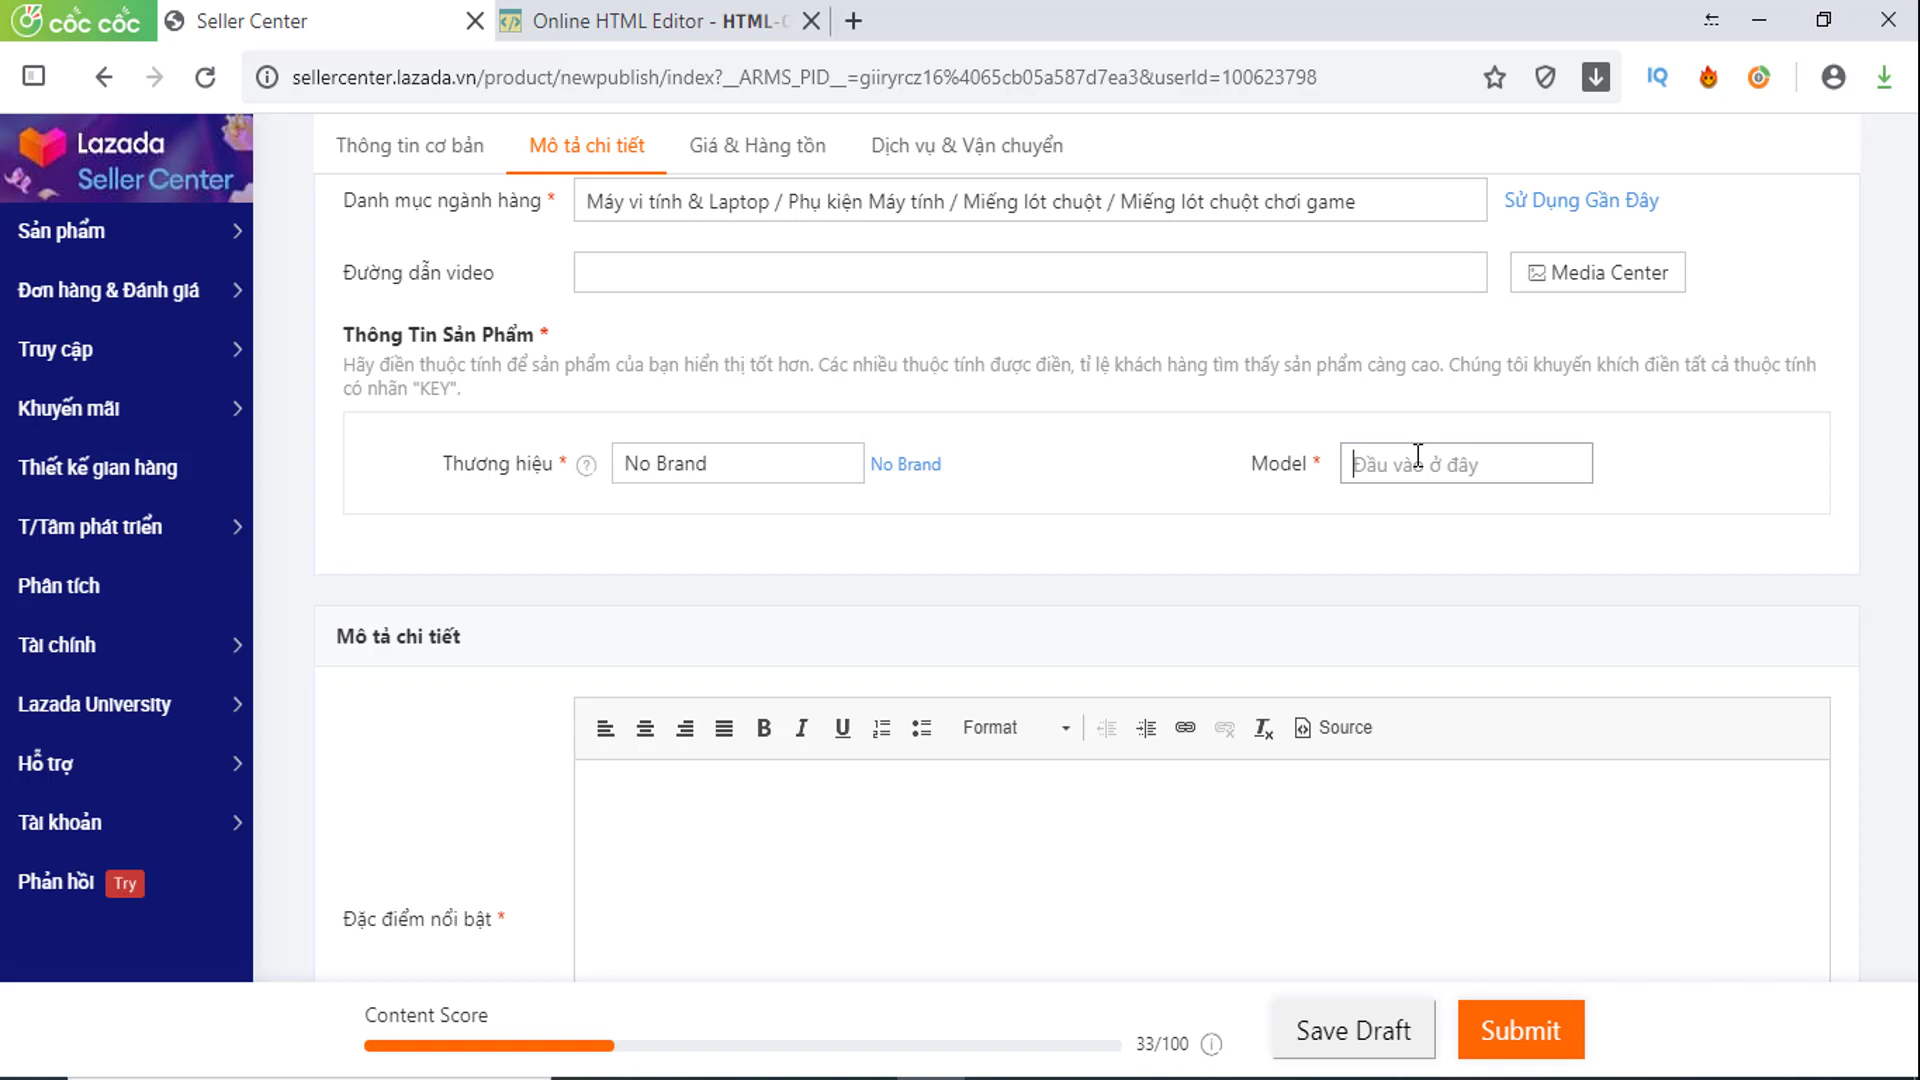 cốc cốc
Seller Center
Online HTML Editor - HTML-
sellercenter.lazada.vn/product/newpublish/index?__ARMS_PID__=giiryrcz16%4065cb05a587d7ea3&userId=100623798
IQ
Lazada
Seller Center
Sản phẩm
Đơn hàng & Đánh giá
Truy cập
Khuyến mãi
Thiết kế gian hàng
T/Tâm phát triển
Phân tích
Tài chính
Lazada University
Hỗ trợ
Tài khoản
Phản hồi Try
Thông tin cơ bản
Mô tả chi tiết
Giá & Hàng tồn
Dịch vụ & Vận chuyển
Danh mục ngành hàng *
Máy vi tính & Laptop / Phụ kiện Máy tính / Miếng lót chuột / Miếng lót chuột chơi game
Sử Dụng Gần Đây
Đường dẫn video
Media Center
Thông Tin Sản Phẩm *
Hãy điền thuộc tính để sản phẩm của bạn hiển thị tốt hơn. Các nhiều thuộc tính được điền, tỉ lệ khách hàng tìm thấy sản phẩm càng cao. Chúng tôi khuyến khích điền tất cả thuộc tính
có nhãn "KEY".
Thương hiệu * ? No Brand No Brand
Model * Đầu vào ở đây
Mô tả chi tiết
B I U Format Source
Đặc điểm nổi bật *
Content Score
33/100
Save Draft
Submit